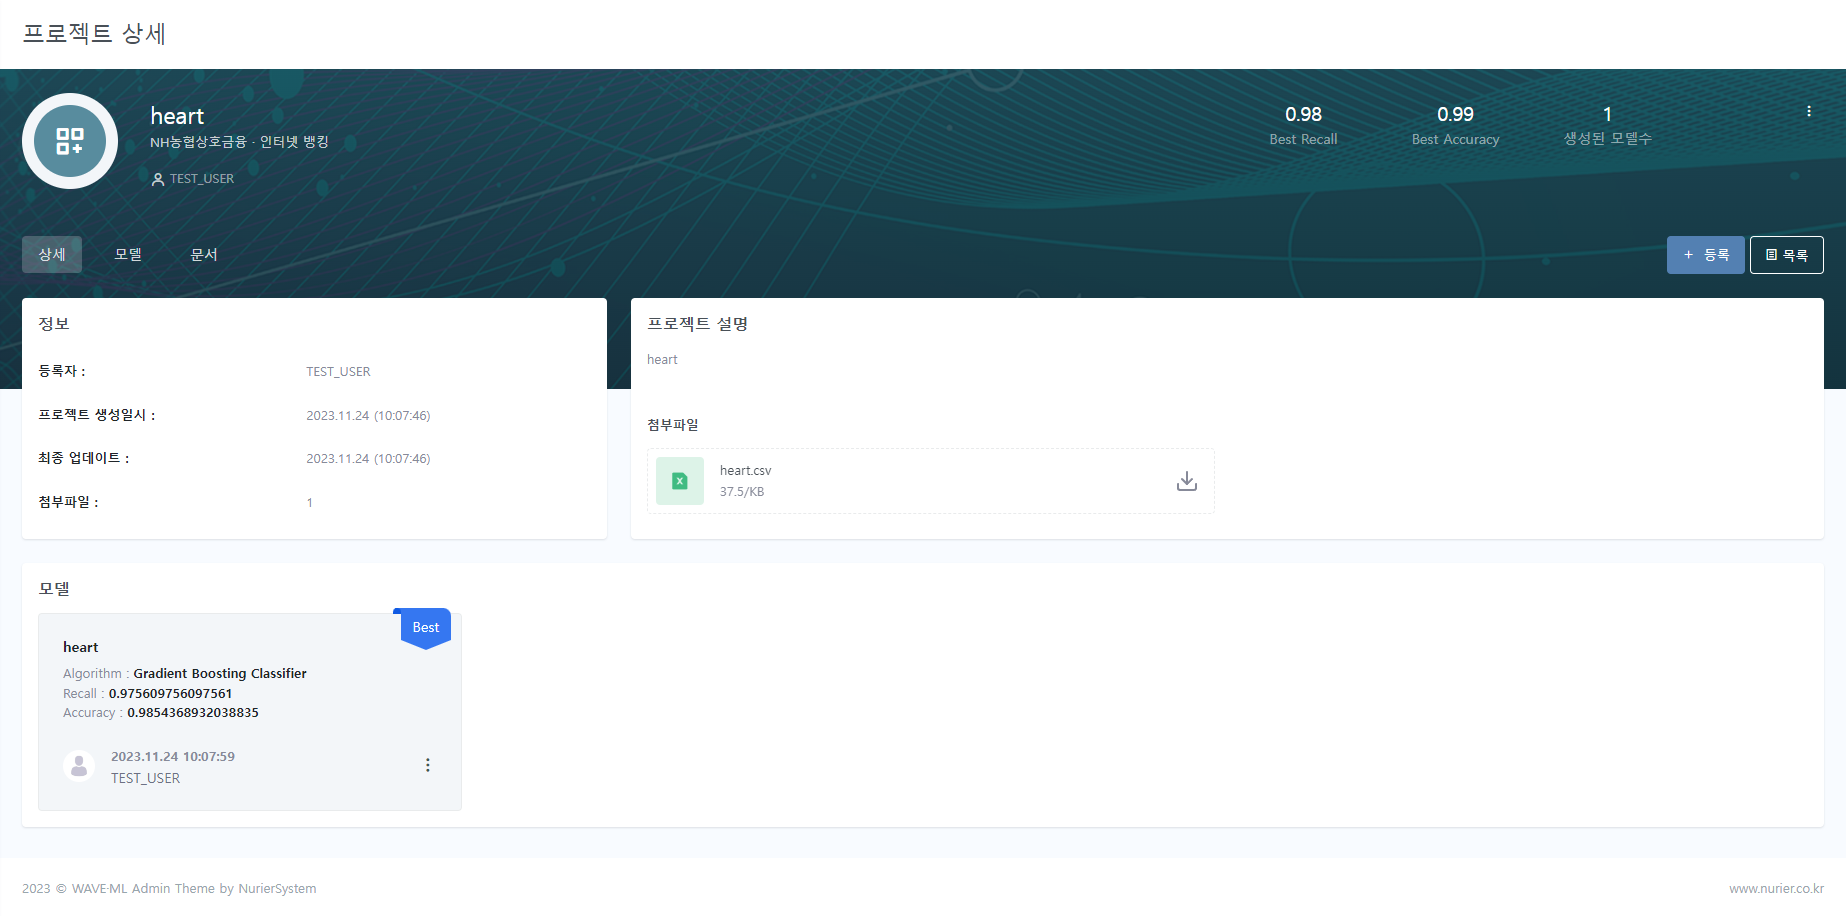 프로젝트 상세
heart
NH농협상호금융 · 인터넷 뱅킹
TEST_USER
0.98
Best Recall
0.99
Best Accuracy
1
생성된 모델수
상세
모델
문서
+ 등록
목록
정보
등록자 :
TEST_USER
프로젝트 생성일시 :
2023.11.24 (10:07:46)
최종 업데이트 :
2023.11.24 (10:07:46)
첨부파일 :
1
프로젝트 설명
heart
첨부파일
heart.csv
37.5/KB
모델
Best
heart
Algorithm : Gradient Boosting Classifier
Recall : 0.975609756097561
Accuracy : 0.9854368932038835
2023.11.24 10:07:59
TEST_USER
2023 © WAVE-ML Admin Theme by NurierSystem
www.nurier.co.kr